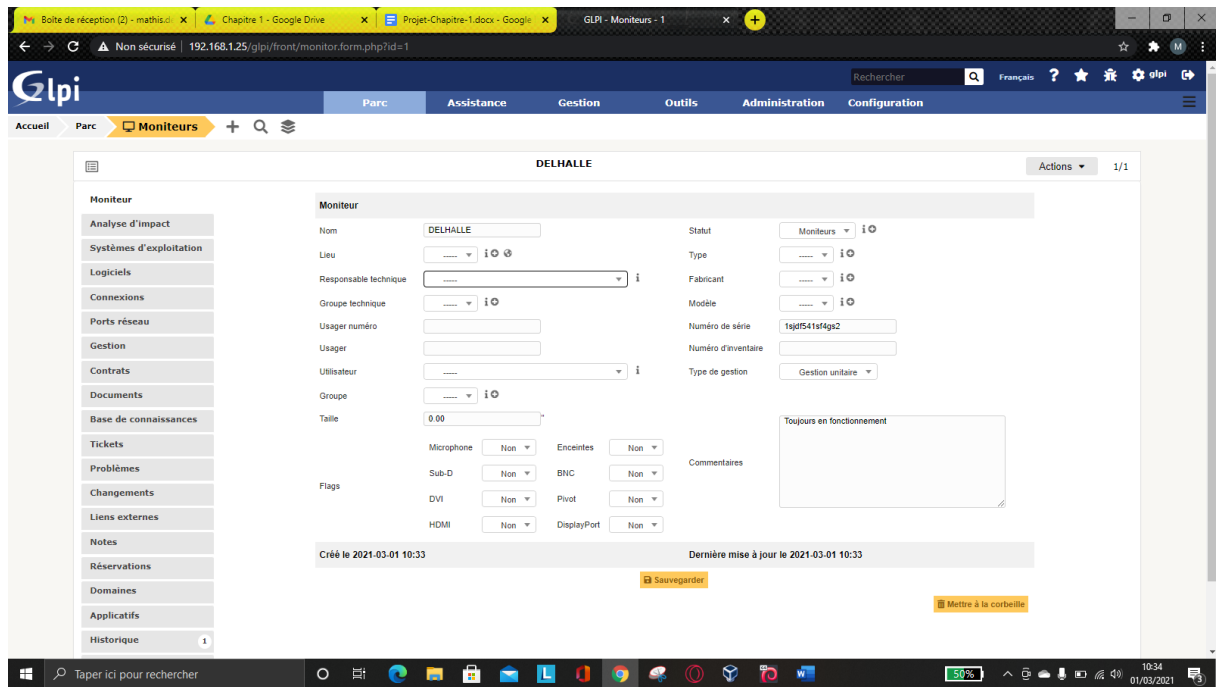 Boîte de réception (2) - mathis.d
Chapitre 1 - Google Drive
Projet-Chapitre-1.docx - Google
GLPI - Moniteurs - 1
Non sécurisé | 192.168.1.25/glpi/front/monitor.form.php?id=1
M
Glpi
Rechercher
Français
?
glpi
Parc
Assistance
Gestion
Outils
Administration
Configuration
Accueil
Parc
Moniteurs
DELHALLE
Actions
1/1
Moniteur
Analyse d'impact
Systèmes d'exploitation
Logiciels
Connexions
Ports réseau
Gestion
Contrats
Documents
Base de connaissances
Tickets
Problèmes
Changements
Liens externes
Notes
Réservations
Domaines
Applicatifs
Historique 1
Moniteur
Nom DELHALLE
Statut Moniteurs
Lieu -----
Type -----
Responsable technique -----
Fabricant -----
Groupe technique -----
Modèle -----
Usager numéro
Numéro de série 1sjdf541sf4gs2
Usager
Numéro d'inventaire
Utilisateur -----
Type de gestion Gestion unitaire
Groupe -----
Taille 0.00 "
Commentaires
Toujours en fonctionnement
Flags
Microphone Non Enceintes Non
Sub-D Non BNC Non
DVI Non Pivot Non
HDMI Non DisplayPort Non
Créé le 2021-03-01 10:33
Dernière mise à jour le 2021-03-01 10:33
Sauvegarder
Mettre à la corbeille
Taper ici pour rechercher
L
50%
10:34
01/03/2021
3